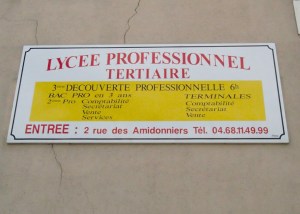 LYCEE PROFESSIONNEL
TERTIAIRE
3ème DECOUVERTE PROFESSIONNELLE 6h
BAC PRO en 3 ans TERMINALES
2de Pro Comptabilité Comptabilité
Secrétariat Secrétariat
Vente Vente
Services
ENTREE : 2 rue des Amidonniers Tél. 04.68.11.49.99